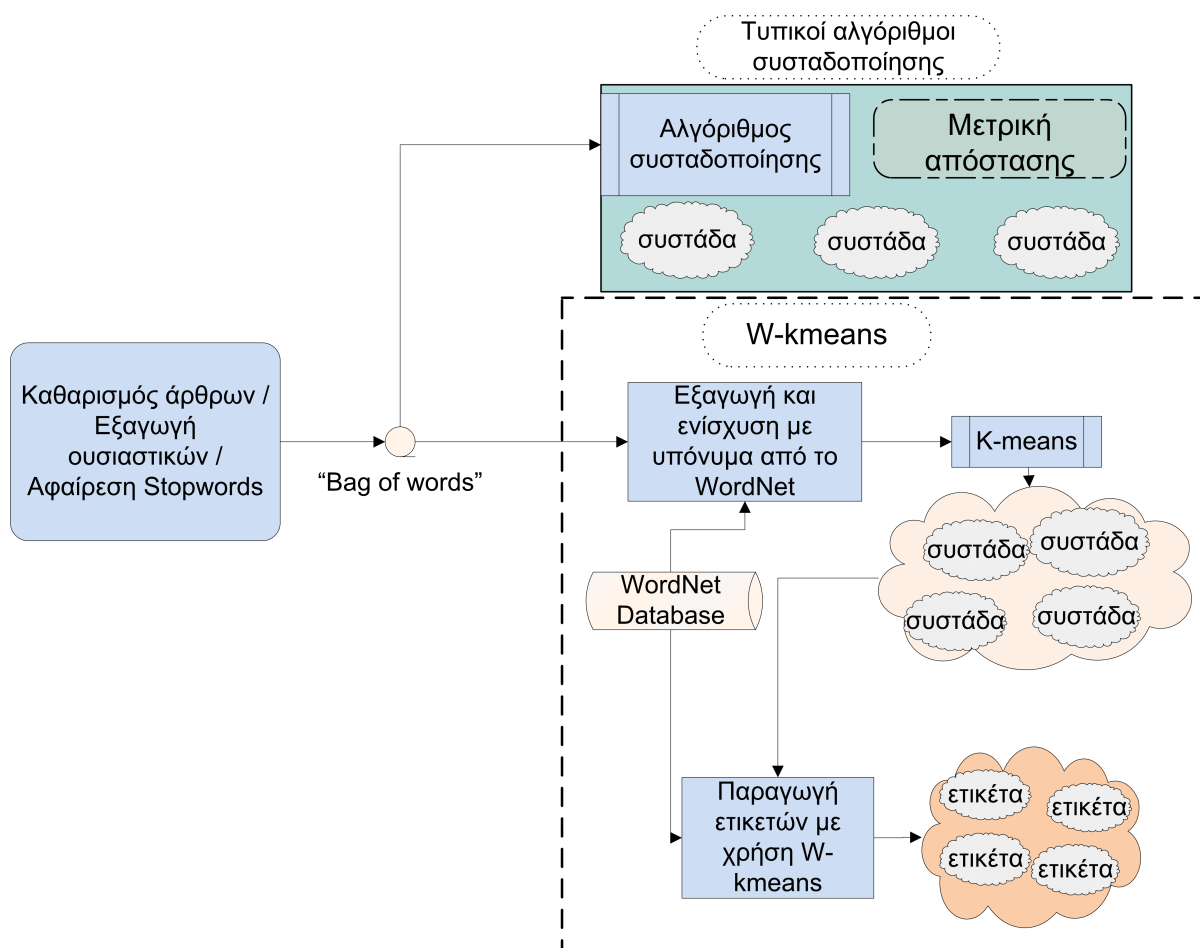 Τυπικοί αλγόριθμοι
συσταδοποίησης
Αλγόριθμος
συσταδοποίησης
Μετρική
απόστασης
συστάδα
συστάδα
συστάδα
W-kmeans
Καθαρισμός άρθρων /
Εξαγωγή
ουσιαστικών /
Αφαίρεση Stopwords
“Bag of words”
Εξαγωγή και
ενίσχυση με
υπόνυμα από το
WordNet
K-means
συστάδα
συστάδα
συστάδα
συστάδα
WordNet
Database
Παραγωγή
ετικετών με
χρήση W-
kmeans
ετικέτα
ετικέτα
ετικέτα
ετικέτα